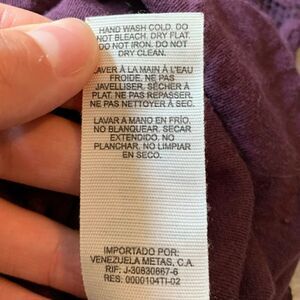 HAND WASH COLD. DO
NOT BLEACH. DRY FLAT.
DO NOT IRON. DO NOT
DRY CLEAN.
LAVER À LA MAIN À L'EAU
FROIDE. NE PAS
JAVELLISER. SÉCHER À
PLAT. NE PAS REPASSER.
NE PAS NETTOYER À SEC.
LAVAR A MANO EN FRÍO.
NO BLANQUEAR. SECAR
EXTENDIDO. NO
PLANCHAR. NO LIMPIAR
EN SECO.
IMPORTADO POR:
VENEZUELA METAS, C.A.
RIF: J-30830867-6
RES. 0000104TI-02